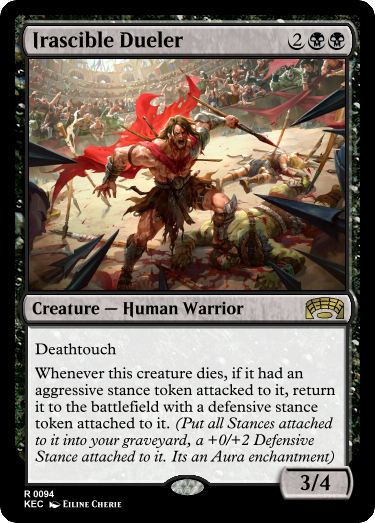 Irascible Dueler 2
Creature — Human Warrior
Deathtouch
Whenever this creature dies, if it had an
aggressive stance token attacked to it, return
it to the battlefield with a defensive stance
token attached to it. (Put all Stances attached
to it into your graveyard, a +0/+2 Defensive
Stance attached to it. Its an Aura enchantment)
3/4
R 0094
KEC Eiline Cherie